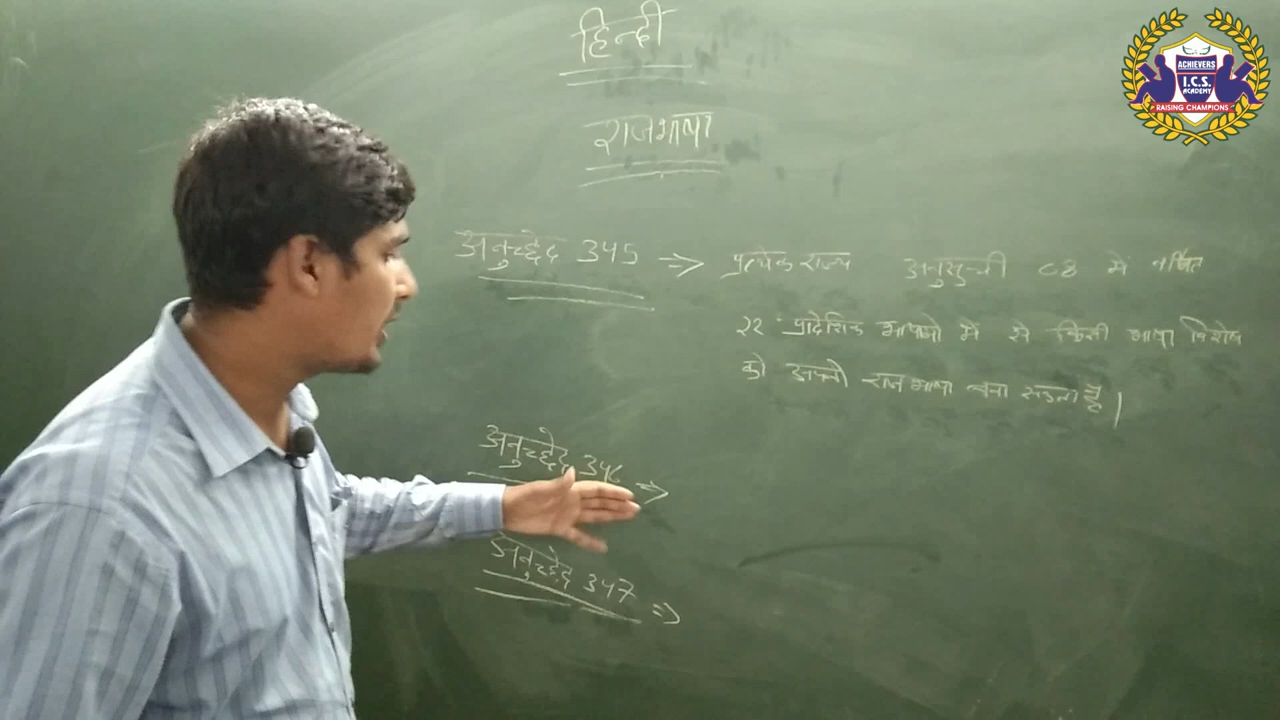 हिन्दी
राजभाषा
अनुच्छेद 345 => प्रत्येक राज्य अनुसूची 08 में वर्णित
22 प्रादेशिक भाषाओ में से किसी भाषा विशेष
को अपनी राजभाषा बना सकता है |
अनुच्छेद 346 =>
अनुच्छेद 347 =>
ACHIEVERS
I.C.S.
ACADEMY
RAISING CHAMPIONS